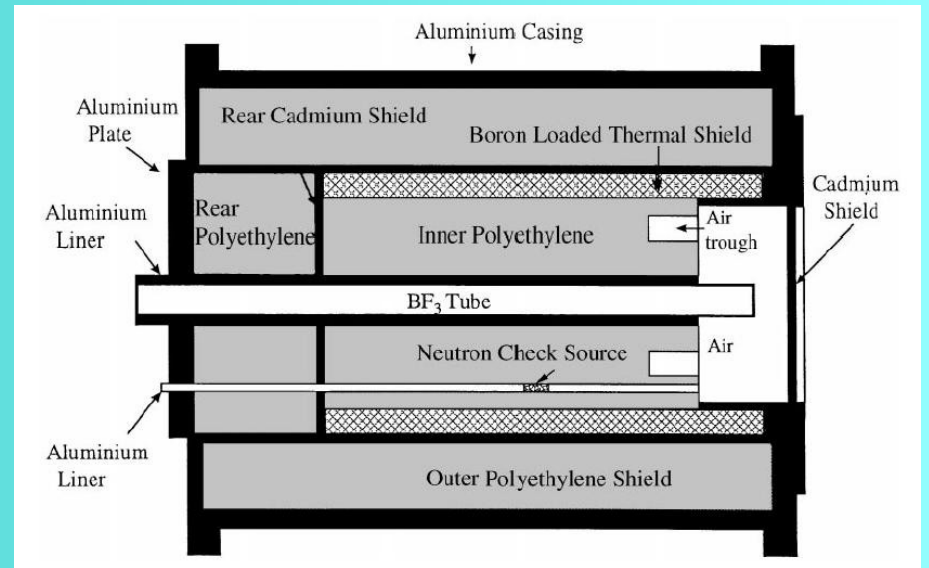 Aluminium Casing
Aluminium
Plate
Rear Cadmium Shield
Boron Loaded Thermal Shield
Cadmium
Shield
Aluminium
Liner
Rear
Polyethylene
Inner Polyethylene
Air
trough
BF₃ Tube
Neutron Check Source
Air
Aluminium
Liner
Outer Polyethylene Shield